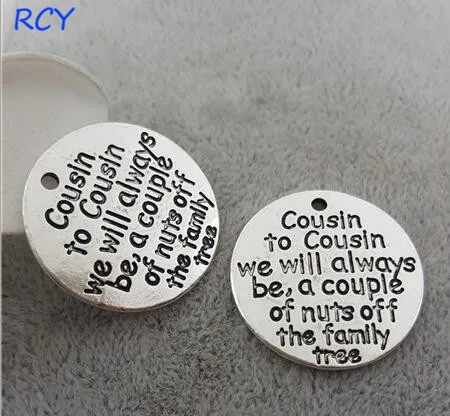 RCY
Cousin
to Cousin
we will always
be, a couple
of nuts off
the family
tree
Cousin
to Cousin
we will always
be, a couple
of nuts off
the family
tree